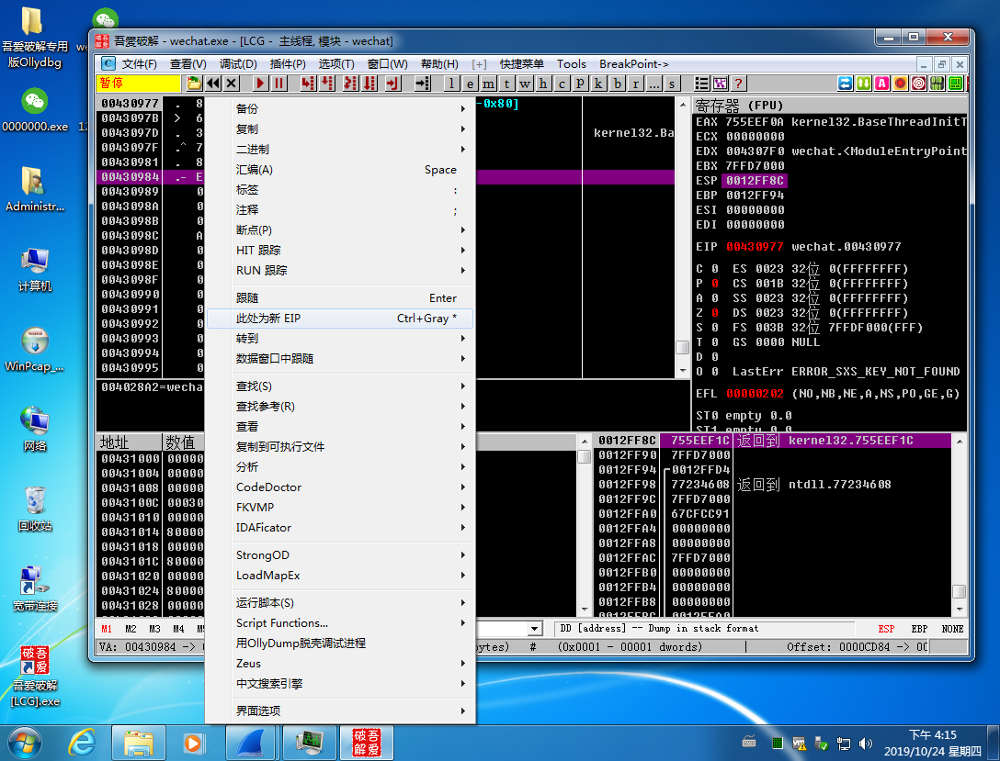 吾爱破解专用
版Ollydbg
0000000.exe
Administr...
计算机
WinPcap_...
网络
回收站
宽带连接
吾爱破解
[LCG].exe
吾爱破解 - wechat.exe - [LCG - 主线程, 模块 - wechat]
文件(F) 查看(V) 调试(D) 插件(P) 选项(T) 窗口(W) 帮助(H) [+] 快捷菜单 Tools BreakPoint->
暂停 l e m t w h c P k b r ... s ?
00430977 . 8
0043097B > 6
0043097D . 3
0043097F .^ 7
00430981 . 8
00430984 .- E
00430989 0
0043098A 0
0043098B 0
0043098C A
0043098D 0
0043098E 0
0043098F 0
00430990 0
00430991 0
00430992 0
00430993 0
00430994 0
00430995 0
-0x80]
kernel32.Ba
004028A2=wecha
备份
复制
二进制
汇编(A) Space
标签 :
注释 ;
断点(P)
HIT 跟踪
RUN 跟踪
跟随 Enter
此处为新 EIP Ctrl+Gray *
转到
数据窗口中跟随
查找(S)
查找参考(R)
查看
复制到可执行文件
分析
CodeDoctor
FKVMP
IDAFicator
StrongOD
LoadMapEx
运行脚本(S)
Script Functions...
用OllyDump脱壳调试进程
Zeus
中文搜索引擎
界面选项
寄存器 (FPU)
EAX 755EEF0A kernel32.BaseThreadInitT
ECX 00000000
EDX 004307F0 wechat.<ModuleEntryPoint
EBX 7FFD7000
ESP 0012FF8C
EBP 0012FF94
ESI 00000000
EDI 00000000
EIP 00430977 wechat.00430977
C 0 ES 0023 32位 0(FFFFFFFF)
P 0 CS 001B 32位 0(FFFFFFFF)
A 0 SS 0023 32位 0(FFFFFFFF)
Z 0 DS 0023 32位 0(FFFFFFFF)
S 0 FS 003B 32位 7FFDF000(FFF)
T 0 GS 0000 NULL
D 0
O 0 LastErr ERROR_SXS_KEY_NOT_FOUND
EFL 00000202 (NO,NB,NE,A,NS,PO,GE,G)
ST0 empty 0.0
ST1 empty 0.0
地址 数值
00431000 00000
00431004 00000
00431008 00000
0043100C 00030
00431010 00000
00431014 80000
00431018 00000
0043101C 80000
00431020 00000
00431024 80000
00431028 00000
0012FF8C 755EEF1C 返回到 kernel32.755EEF1C
0012FF90 7FFD7000
0012FF94 0012FFD4
0012FF98 77234608 返回到 ntdll.77234608
0012FF9C 7FFD7000
0012FFA0 67CFCC91
0012FFA4 00000000
0012FFA8 00000000
0012FFAC 7FFD7000
0012FFB0 00000000
0012FFB4 00000000
0012FFB8 00000000
0012FFBC 0012FFA0
M1 M2 M3 M4 DD [address] -- Dump in stack format ESP EBP NONE
VA: 00430984 -> ytes) # (0x0001 - 00001 dwords) | Offset: 0000CD84 -> 00
下午 4:15
2019/10/24 星期四